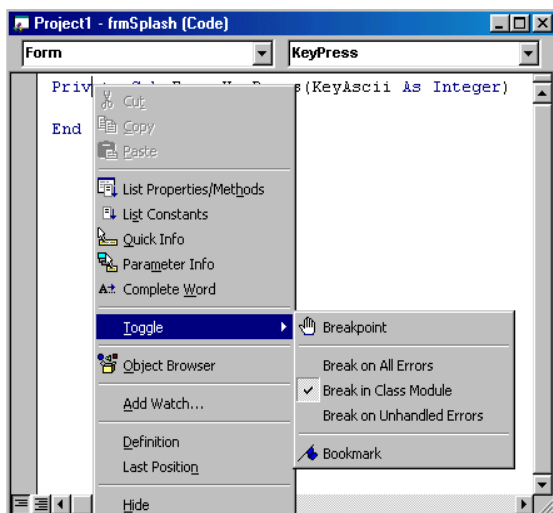 Project1 - frmSplash (Code)
Form KeyPress
(KeyAscii As Integer)
End
Cut
Copy
Paste
List Properties/Methods
List Constants
Quick Info
Parameter Info
Complete Word
Toggle
Object Browser
Add Watch...
Definition
Last Position
Hide
Breakpoint
Break on All Errors
Break in Class Module
Break on Unhandled Errors
Bookmark